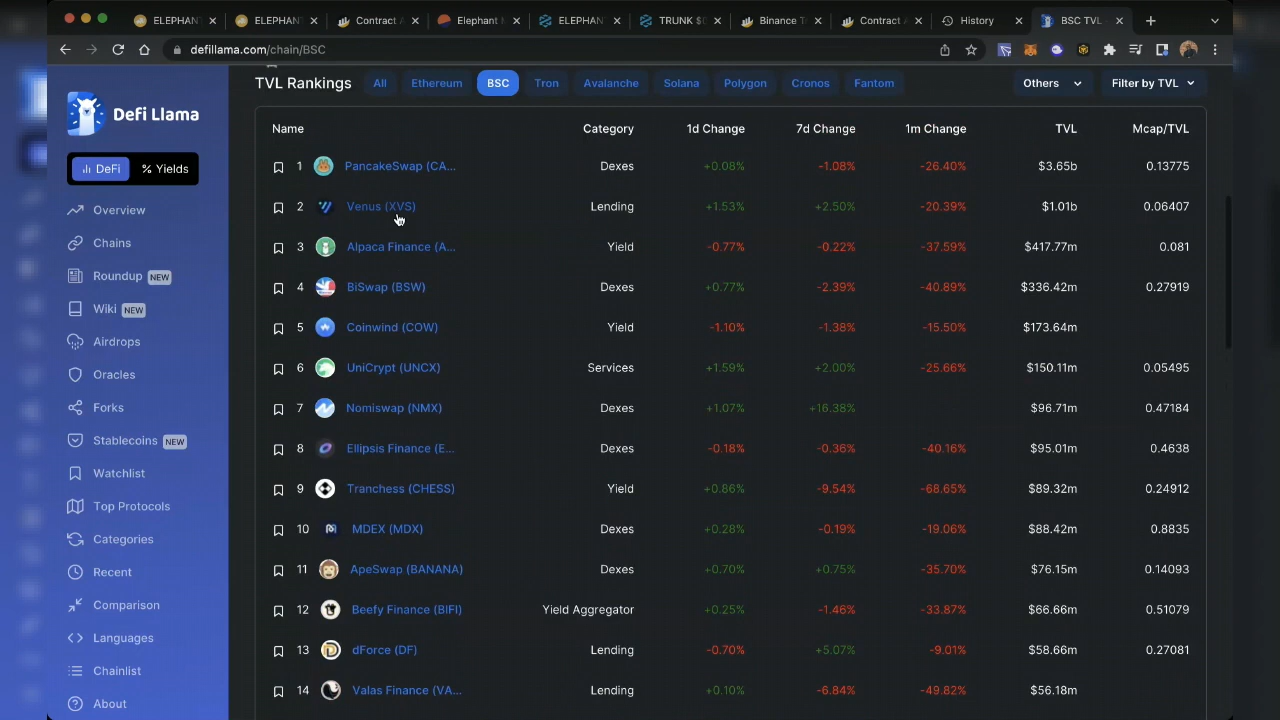 ELEPHANT
ELEPHANT
Contract A
Elephant M
ELEPHAN
TRUNK $0
Binance Tr
Contract A
History
BSC TVL
defillama.com/chain/BSC
Defi Llama
DeFi
% Yields
Overview
Chains
Roundup NEW
Wiki NEW
Airdrops
Oracles
Forks
Stablecoins NEW
Watchlist
Top Protocols
Categories
Recent
Comparison
Languages
Chainlist
About
TVL Rankings All Ethereum BSC Tron Avalanche Solana Polygon Cronos Fantom Others Filter by TVL
Name Category 1d Change 7d Change 1m Change TVL Mcap/TVL
1 PancakeSwap (CA... Dexes +0.08% -1.08% -26.40% $3.65b 0.13775
2 Venus (XVS) Lending +1.53% +2.50% -20.39% $1.01b 0.06407
3 Alpaca Finance (A... Yield -0.77% -0.22% -37.59% $417.77m 0.081
4 BiSwap (BSW) Dexes +0.77% -2.39% -40.89% $336.42m 0.27919
5 Coinwind (COW) Yield -1.10% -1.38% -15.50% $173.64m
6 UniCrypt (UNCX) Services +1.59% +2.00% -25.66% $150.11m 0.05495
7 Nomiswap (NMX) Dexes +1.07% +16.38% $96.71m 0.47184
8 Ellipsis Finance (E... Dexes -0.18% -0.36% -40.16% $95.01m 0.4638
9 Tranchess (CHESS) Yield +0.86% -9.54% -68.65% $89.32m 0.24912
10 MDEX (MDX) Dexes +0.28% -0.19% -19.06% $88.42m 0.8835
11 ApeSwap (BANANA) Dexes +0.70% +0.75% -35.70% $76.15m 0.14093
12 Beefy Finance (BIFI) Yield Aggregator +0.25% -1.46% -33.87% $66.66m 0.51079
13 dForce (DF) Lending -0.70% +5.07% -9.01% $58.66m 0.27081
14 Valas Finance (VA... Lending +0.10% -6.84% -49.82% $56.18m